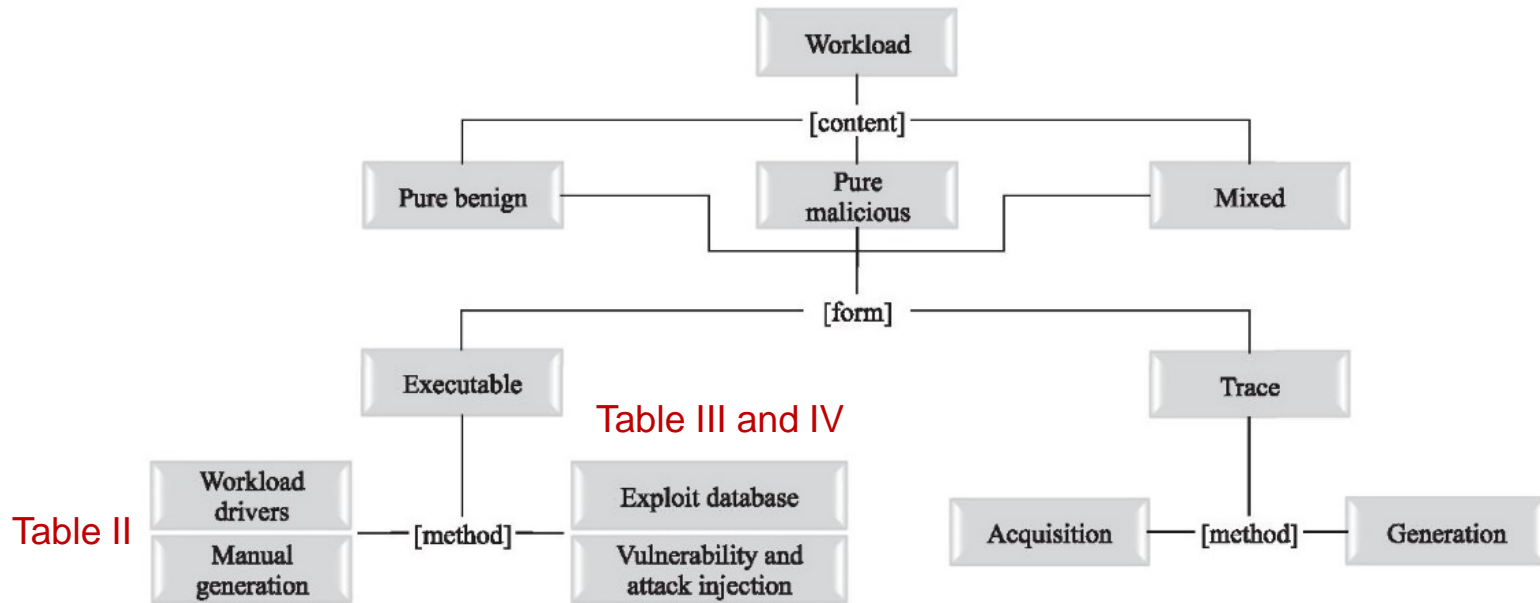 Workload
[content]
Pure benign
Pure
malicious
Mixed
[form]
Executable
Trace
Table III and IV
Workload
drivers
Exploit database
Table II
[method]
Manual
generation
Vulnerability and
attack injection
Acquisition
[method]
Generation